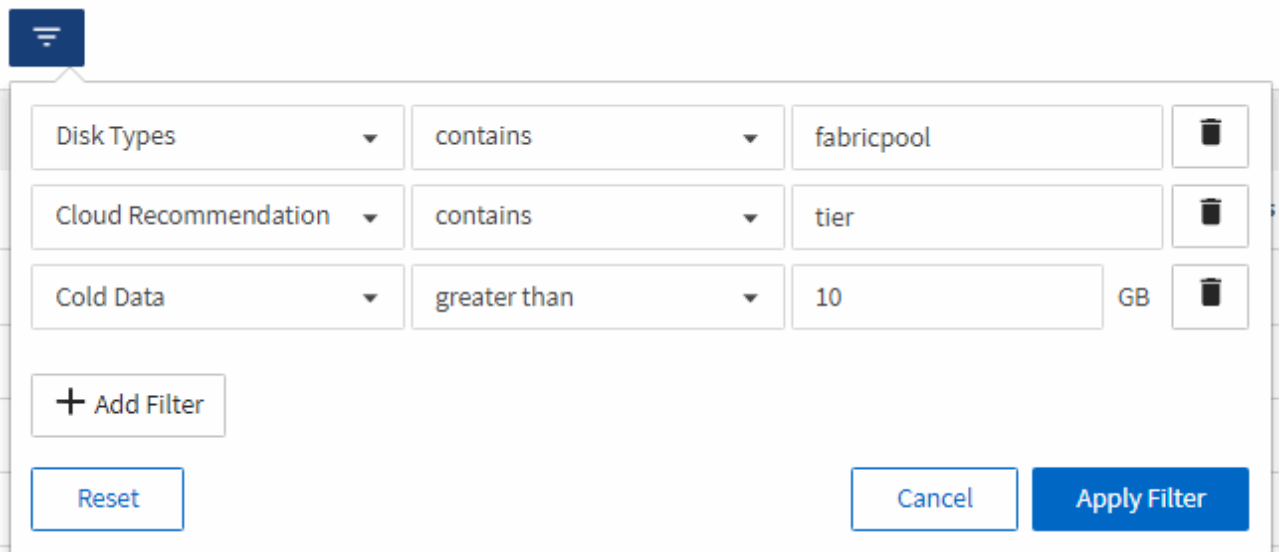 Disk Types contains fabricpool
Cloud Recommendation contains tier
Cold Data greater than 10 GB
Add Filter
Reset Cancel Apply Filter